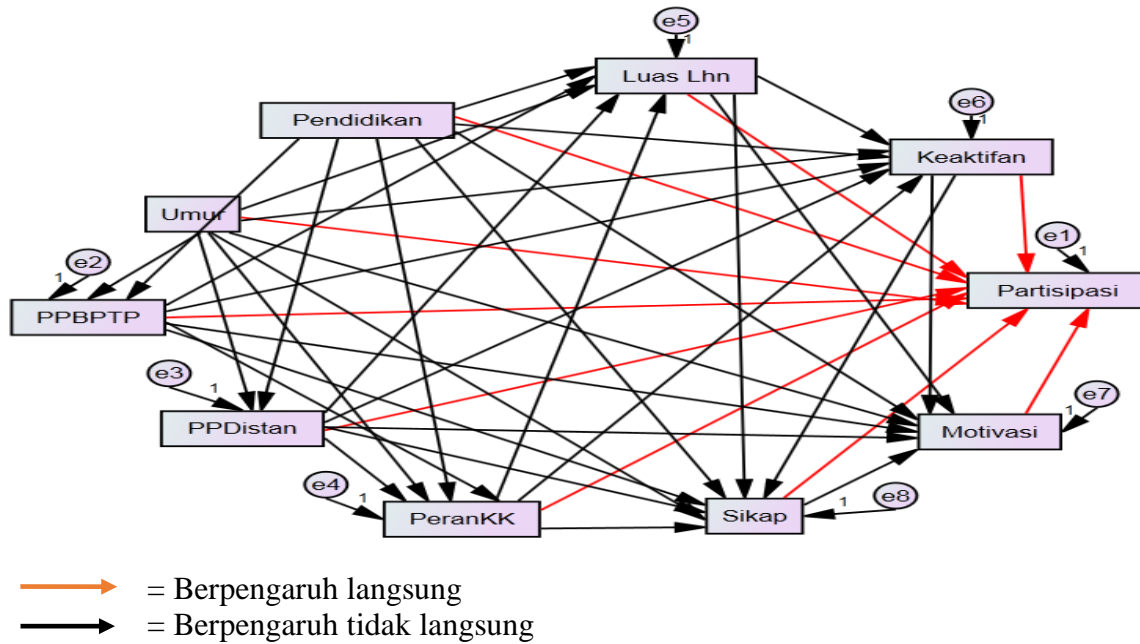 e5
1
Luas Lhn
Pendidikan
e6
1
Keaktifan
Umur
e2
1
PPBPTP
e1
1
Partisipasi
e3
1
PPDistan
e7
1
Motivasi
e4
1
PeranKK
Sikap
1
e8
= Berpengaruh langsung
= Berpengaruh tidak langsung